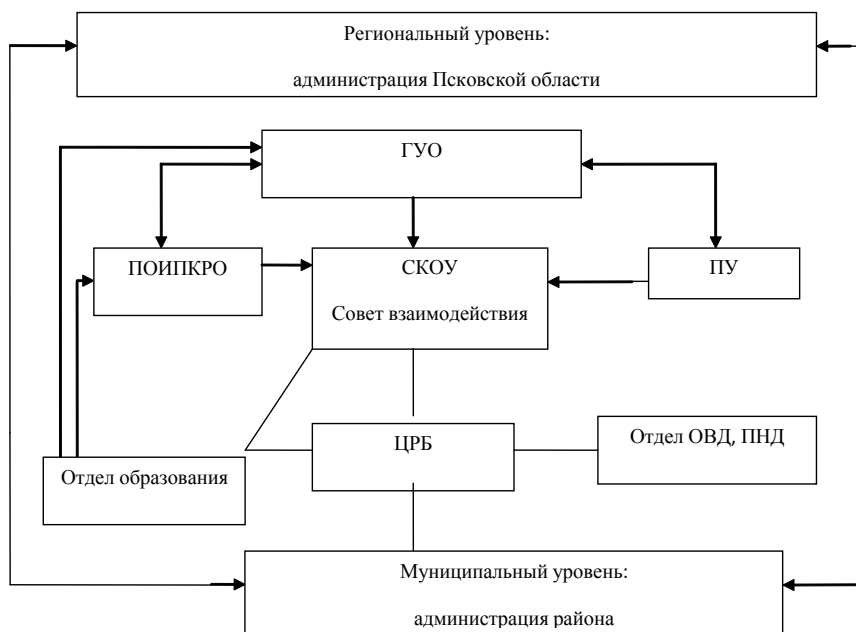 Региональный уровень:
администрация Псковской области
ГУО
ПОИПКРО
СКОУ
Совет взаимодействия
ПУ
ЦРБ
Отдел ОВД, ПНД
Отдел образования
Муниципальный уровень:
администрация района